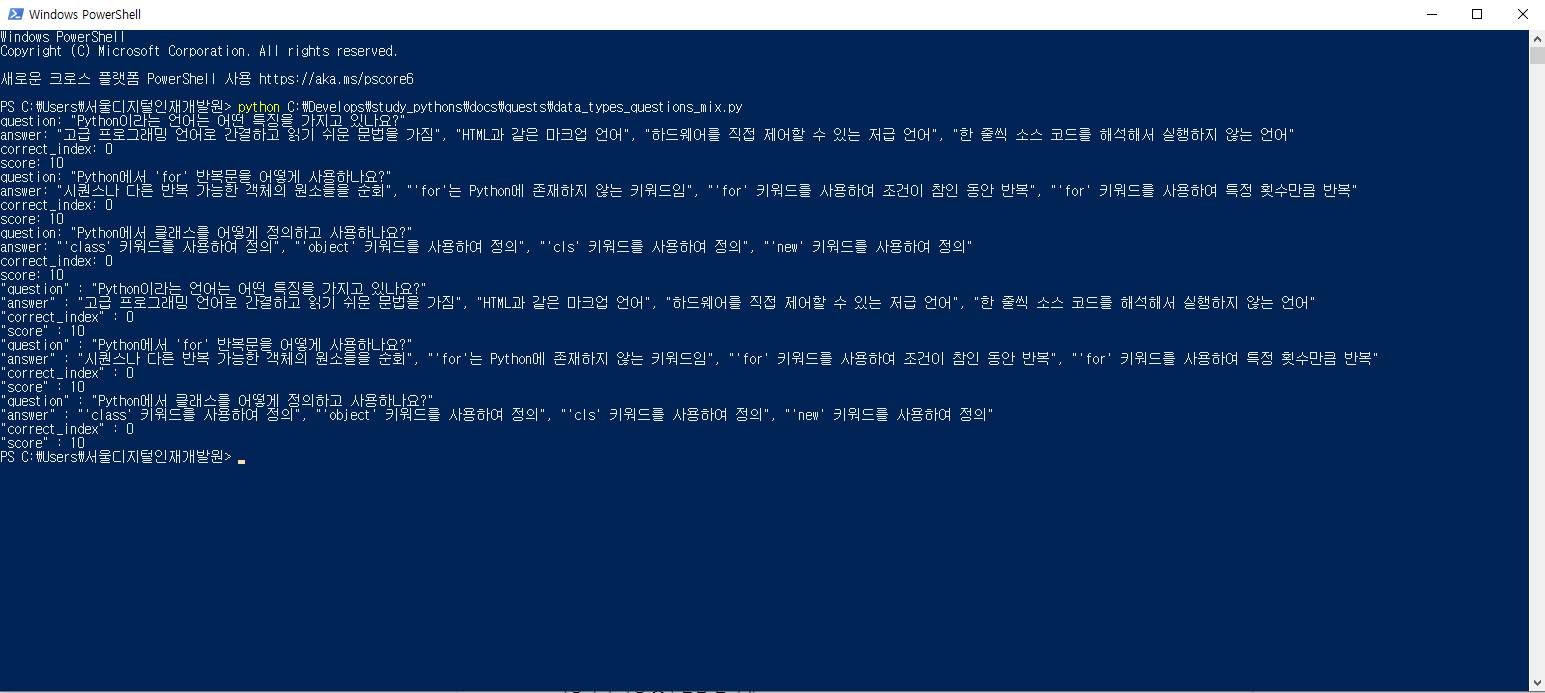 Windows PowerShell
Windows PowerShell
Copyright (C) Microsoft Corporation. All rights reserved.
새로운 크로스 플랫폼 PowerShell 사용 https://aka.ms/pscore6
PS C:\Users\서울디지털인재개발원> python C:\Develops\study_pythons\docs\quests\data_types_questions_mix.py
question: "Python이라는 언어는 어떤 특징을 가지고 있나요?"
answer: "고급 프로그래밍 언어로 간결하고 읽기 쉬운 문법을 가짐", "HTML과 같은 마크업 언어", "하드웨어를 직접 제어할 수 있는 저급 언어", "한 줄씩 소스 코드를 해석해서 실행하지 않는 언어"
correct_index: 0
score: 10
question: "Python에서 'for' 반복문을 어떻게 사용하나요?"
answer: "시퀀스나 다른 반복 가능한 객체의 원소들을 순회", "'for'는 Python에 존재하지 않는 키워드임", "'for' 키워드를 사용하여 조건이 참인 동안 반복", "'for' 키워드를 사용하여 특정 횟수만큼 반복"
correct_index: 0
score: 10
question: "Python에서 클래스를 어떻게 정의하고 사용하나요?"
answer: "'class' 키워드를 사용하여 정의", "'object' 키워드를 사용하여 정의", "'cls' 키워드를 사용하여 정의", "'new' 키워드를 사용하여 정의"
correct_index: 0
score: 10
"question" : "Python이라는 언어는 어떤 특징을 가지고 있나요?"
"answer" : "고급 프로그래밍 언어로 간결하고 읽기 쉬운 문법을 가짐", "HTML과 같은 마크업 언어", "하드웨어를 직접 제어할 수 있는 저급 언어", "한 줄씩 소스 코드를 해석해서 실행하지 않는 언어"
"correct_index" : 0
"score" : 10
"question" : "Python에서 'for' 반복문을 어떻게 사용하나요?"
"answer" : "시퀀스나 다른 반복 가능한 객체의 원소들을 순회", "'for'는 Python에 존재하지 않는 키워드임", "'for' 키워드를 사용하여 조건이 참인 동안 반복", "'for' 키워드를 사용하여 특정 횟수만큼 반복"
"correct_index" : 0
"score" : 10
"question" : "Python에서 클래스를 어떻게 정의하고 사용하나요?"
"answer" : "'class' 키워드를 사용하여 정의", "'object' 키워드를 사용하여 정의", "'cls' 키워드를 사용하여 정의", "'new' 키워드를 사용하여 정의"
"correct_index" : 0
"score" : 10
PS C:\Users\서울디지털인재개발원>